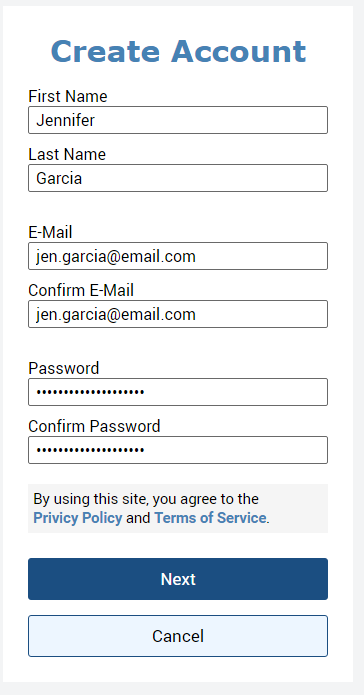 Create Account
First Name
Jennifer
Last Name
Garcia
E-Mail
jen.garcia@email.com
Confirm E-Mail
jen.garcia@email.com
Password
••••••••••••••••••••
Confirm Password
••••••••••••••••••••
By using this site, you agree to the
Privicy Policy and Terms of Service.
Next
Cancel